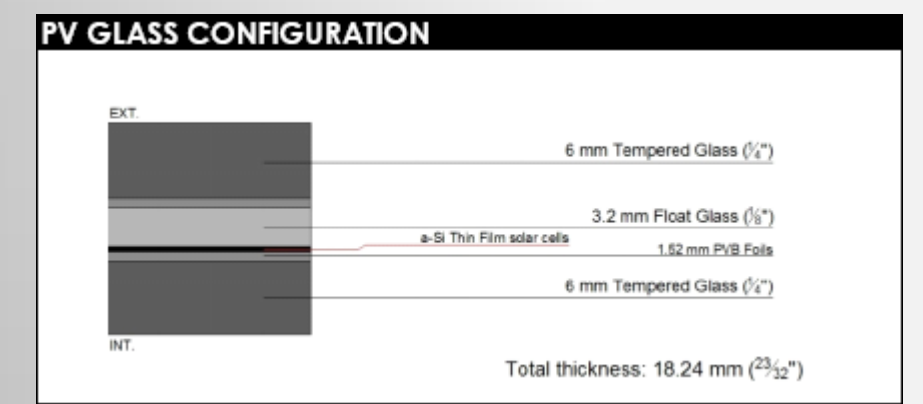 PV GLASS CONFIGURATION
EXT.
6 mm Tempered Glass (1/4")
3.2 mm Float Glass (1/8")
a-Si Thin Film solar cells
1.52 mm PVB Foils
6 mm Tempered Glass (1/4")
INT.
Total thickness: 18.24 mm (23/32")